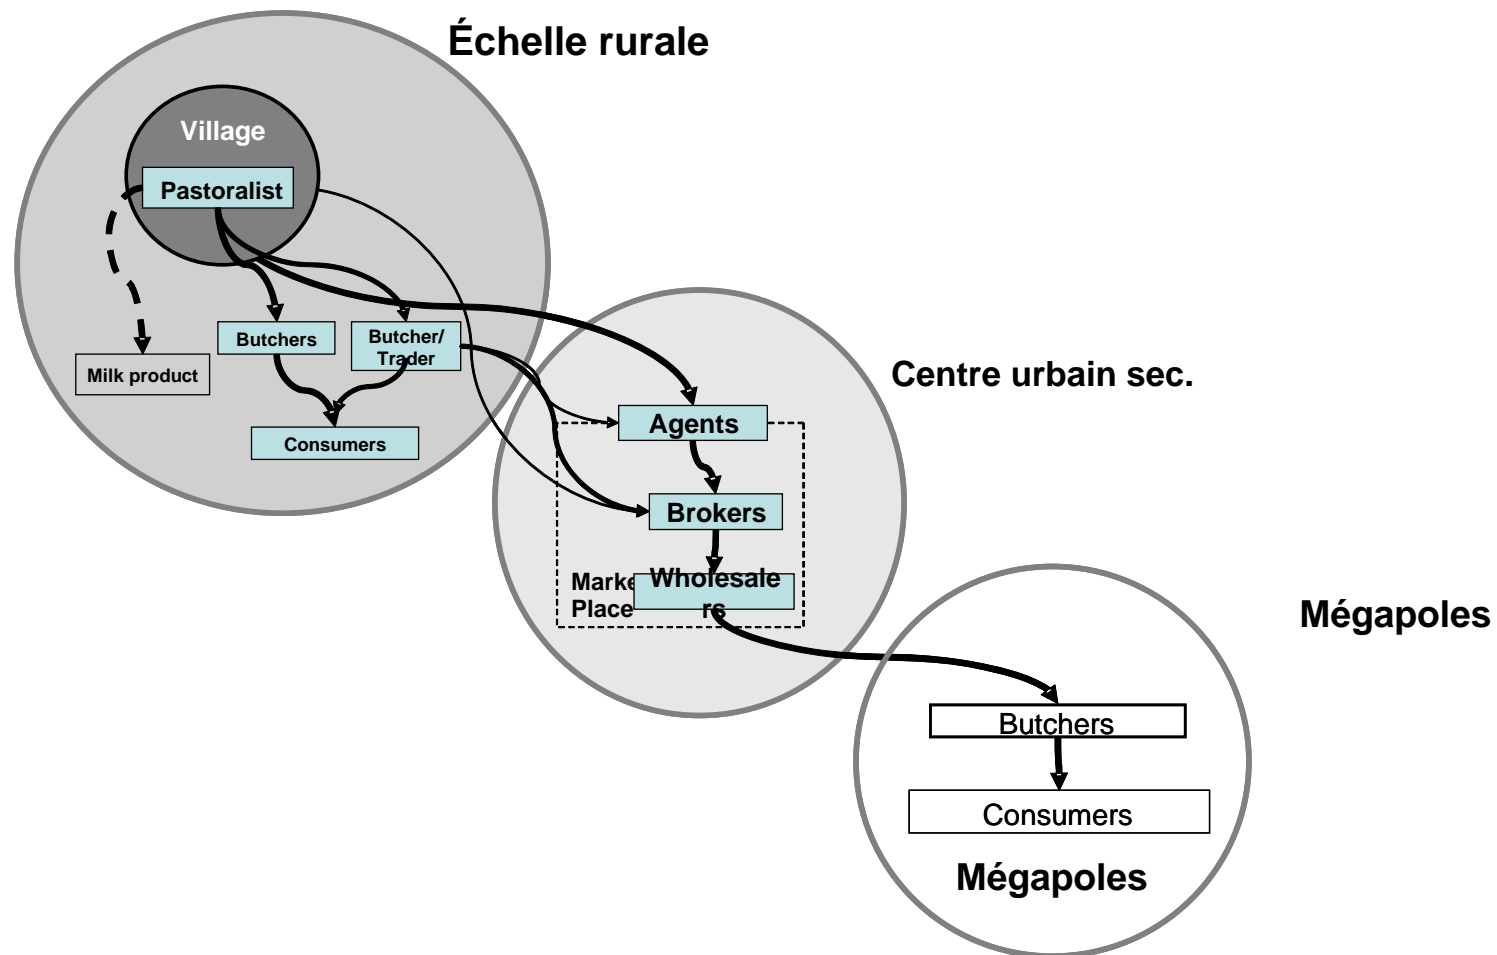 Échelle rurale
Village
Pastoralist
Butchers
Butcher/
Trader
Milk product
Consumers
Centre urbain sec.
Agents
Brokers
Marke
Place
Wholesale
rs
Mégapoles
Butchers
Consumers
Mégapoles